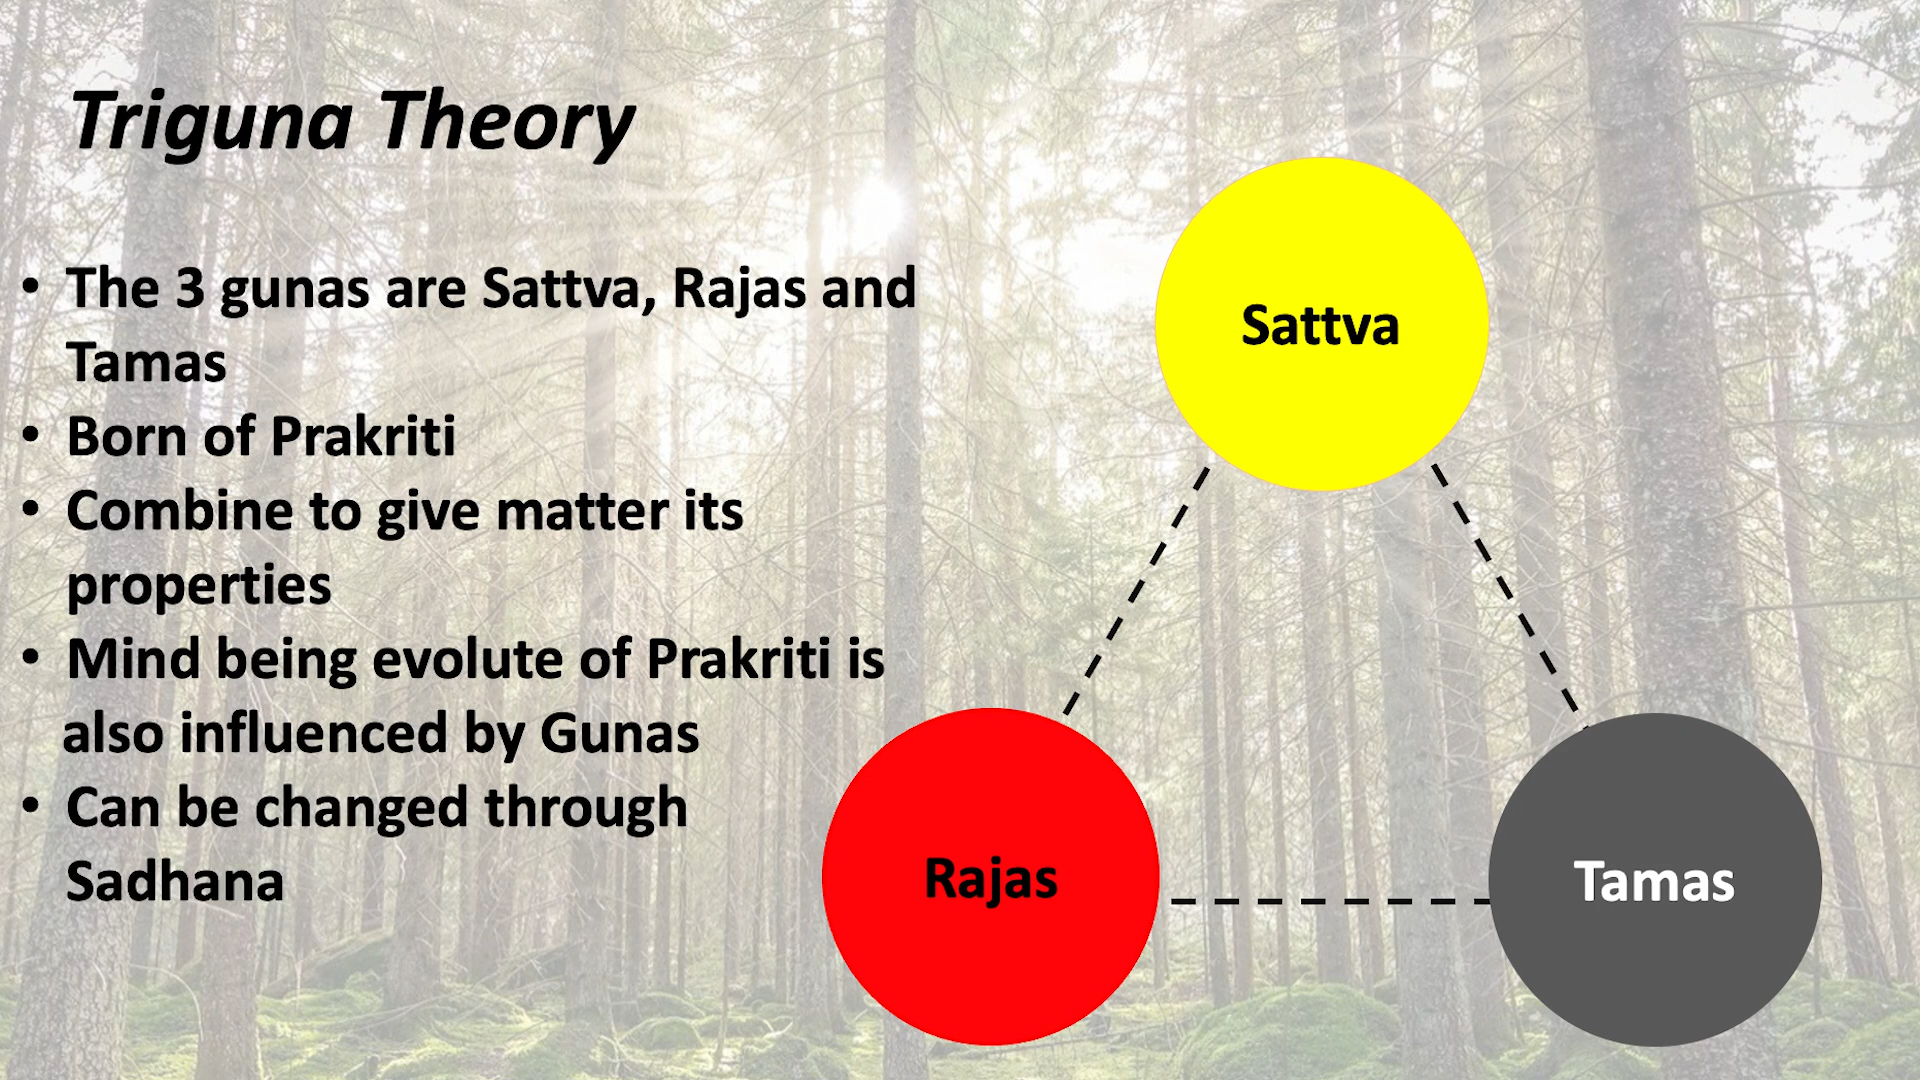 Triguna Theory
• The 3 gunas are Sattva, Rajas and
Tamas
• Born of Prakriti
• Combine to give matter its
properties
• Mind being evolute of Prakriti is
also influenced by Gunas
• Can be changed through
Sadhana
Sattva
Rajas
Tamas